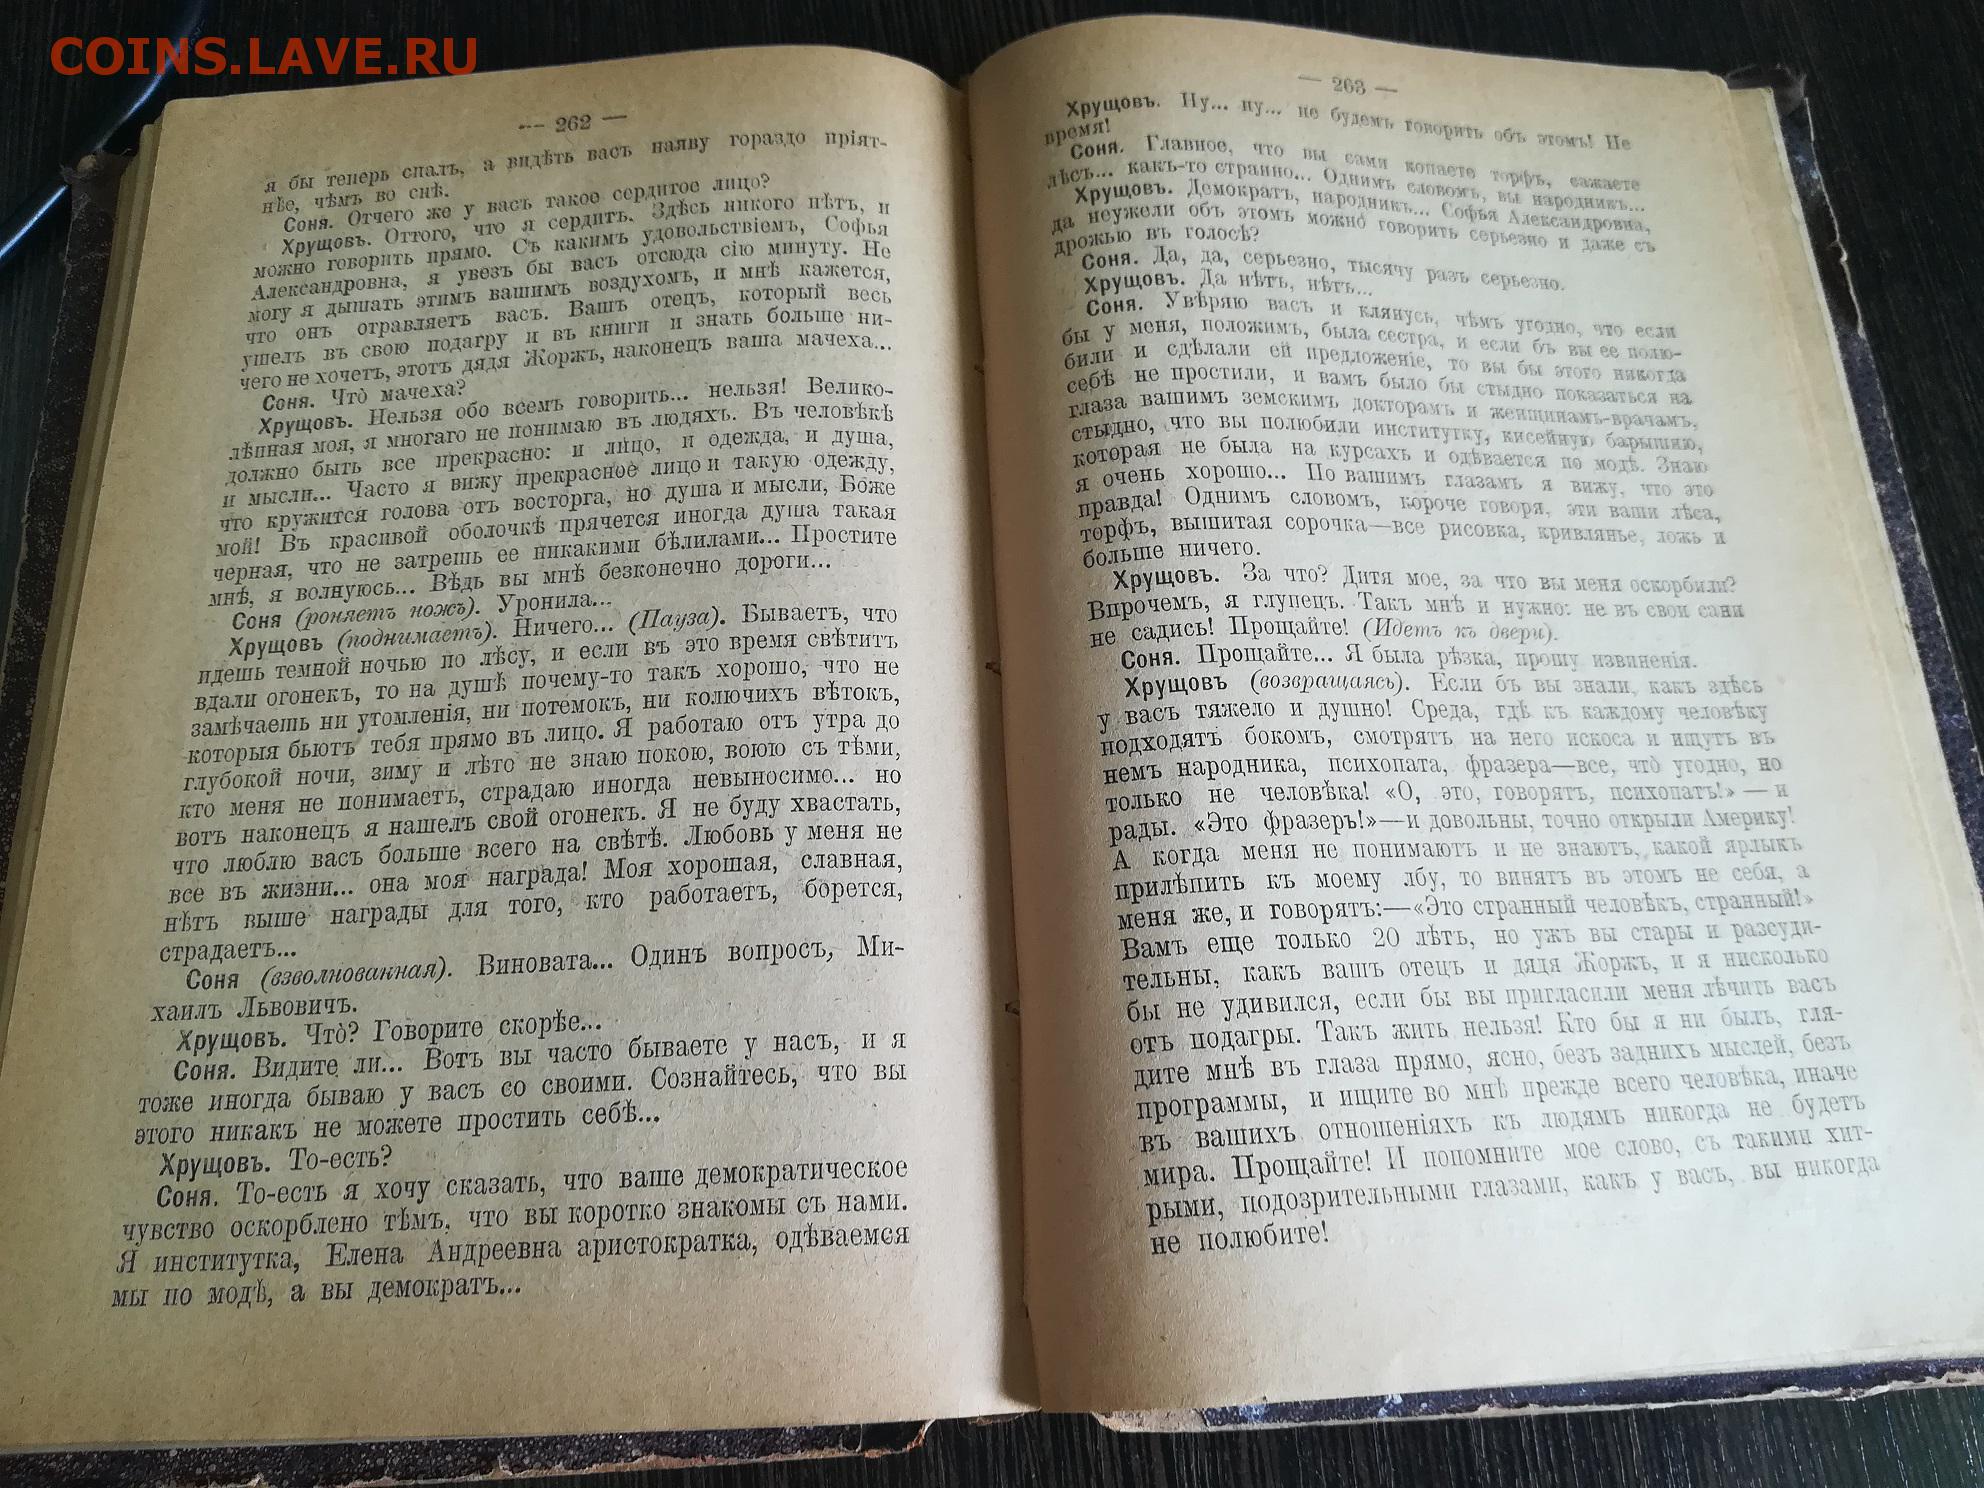 COINS.LAVE.RU
— 262 —
я бы теперь спалъ, а видѣть васъ наяву гораздо пріят-
нѣе, чѣмъ во снѣ.
Соня. Отчего же у васъ такое сердитое лицо?
Хрущовъ. Оттого, что я сердитъ. Здѣсь никого нѣтъ, и
можно говорить прямо. Съ какимъ удовольствіемъ, Софья
Александровна, я увезъ бы васъ отсюда сію минуту. Не
могу я дышать этимъ вашимъ воздухомъ, и мнѣ кажется,
что онъ отравляетъ васъ. Вашъ отецъ, который весь
ушелъ въ свою подагру и въ книги и знать больше ни-
чего не хочетъ, этотъ дядя Жоржъ, наконецъ ваша мачеха...
Соня. Что̀ мачеха?
Хрущовъ. Нельзя обо всемъ говорить... нельзя! Велико-
лѣпная моя, я многаго не понимаю въ людяхъ. Въ человѣкѣ
должно быть все прекрасно: и лицо, и одежда, и душа,
и мысли... Часто я вижу прекрасное лицо и такую одежду,
что кружится голова отъ восторга, но душа и мысли, Боже
мой! Въ красивой оболочкѣ прячется иногда душа такая
черная, что не затрешь ее никакими бѣлилами... Простите
мнѣ, я волнуюсь... Вѣдь вы мнѣ безконечно дороги...
Соня (роняетъ ножъ). Уронила...
Хрущовъ (поднимаетъ). Ничего... (Пауза). Бываетъ, что
идешь темной ночью по лѣсу, и если въ это время свѣтитъ
вдали огонекъ, то на душѣ почему-то такъ хорошо, что не
замѣчаешь ни утомленія, ни потемокъ, ни колючихъ вѣтокъ,
которыя бьютъ тебя прямо въ лицо. Я работаю отъ утра до
глубокой ночи, зиму и лѣто не знаю покою, воюю съ тѣми,
кто меня не понимаетъ, страдаю иногда невыносимо... но
вотъ наконецъ я нашелъ свой огонекъ. Я не буду хвастать,
что люблю васъ больше всего на свѣтѣ. Любовь у меня не
все въ жизни... она моя награда! Моя хорошая, славная,
нѣтъ выше награды для того, кто работаетъ, борется,
страдаетъ...
Соня (взволнованная). Виновата... Одинъ вопросъ, Ми-
хаилъ Львовичъ.
Хрущовъ. Что̀? Говорите скорѣе...
Соня. Видите ли... Вотъ вы часто бываете у насъ, и я
тоже иногда бываю у васъ со своими. Сознайтесь, что вы
этого никакъ не можете простить себѣ...
Хрущовъ. То-есть?
Соня. То-есть я хочу сказать, что ваше демократическое
чувство оскорблено тѣмъ, что вы коротко знакомы съ нами.
Я институтка, Елена Андреевна аристократка, одѣваемся
мы по модѣ, а вы демократъ...
— 263 —
Хрущовъ. Ну... ну... не будемъ говорить объ этомъ! Не
время!
Соня. Главное, что вы сами копаете торфъ, сажаете
лѣсъ... какъ-то странно... Однимъ словомъ, вы народникъ...
Хрущовъ. Демократъ, народникъ... Софья Александровна,
да неужели объ этомъ можно говорить серьезно и даже съ
дрожью въ голосѣ?
Соня. Да, да, серьезно, тысячу разъ серьезно.
Хрущовъ. Да нѣтъ, нѣтъ...
Соня. Увѣряю васъ и клянусь, чѣмъ угодно, что если
бы у меня, положимъ, была сестра, и если бъ вы ее полю-
били и сдѣлали ей предложеніе, то вы бы этого никогда
себѣ не простили, и вамъ было бы стыдно показаться на
глаза вашимъ земскимъ докторамъ и женщинамъ-врачамъ,
стыдно, что вы полюбили институтку, кисейную барышню,
которая не была на курсахъ и одѣвается по модѣ. Знаю
я очень хорошо... По вашимъ глазамъ я вижу, что это
правда! Однимъ словомъ, короче говоря, эти ваши лѣса,
торфъ, вышитая сорочка—все рисовка, кривлянье, ложь и
больше ничего.
Хрущовъ. За что? Дитя мое, за что вы меня оскорбили?
Впрочемъ, я глупецъ. Такъ мнѣ и нужно: не въ свои сани
не садись! Прощайте! (Идетъ къ двери).
Соня. Прощайте... Я была рѣзка, прошу извиненія.
Хрущовъ (возвращаясь). Если бъ вы знали, какъ здѣсь
у васъ тяжело и душно! Среда, гдѣ къ каждому человѣку
подходятъ бокомъ, смотрятъ на него искоса и ищутъ въ
немъ народника, психопата, фразера—все, что̀ угодно, но
только не человѣка! «О, это, говорятъ, психопатъ!» — и
рады. «Это фразеръ!»—и довольны, точно открыли Америку!
А когда меня не понимаютъ и не знаютъ, какой ярлыкъ
прилѣпить къ моему лбу, то винятъ въ этомъ не себя, а
меня же, и говорятъ:—«Это странный человѣкъ, странный!»
Вамъ еще только 20 лѣтъ, но ужъ вы стары и разсуди-
тельны, какъ вашъ отецъ и дядя Жоржъ, и я нисколько
бы не удивился, если бы вы пригласили меня лѣчить васъ
отъ подагры. Такъ жить нельзя! Кто бы я ни былъ, гля-
дите мнѣ въ глаза прямо, ясно, безъ заднихъ мыслей, безъ
программы, и ищите во мнѣ прежде всего человѣка, иначе
въ вашихъ отношеніяхъ къ людямъ никогда не будетъ
мира. Прощайте! И попомните мое слово, съ такими хит-
рыми, подозрительными глазами, какъ у васъ, вы никогда
не полюбите!